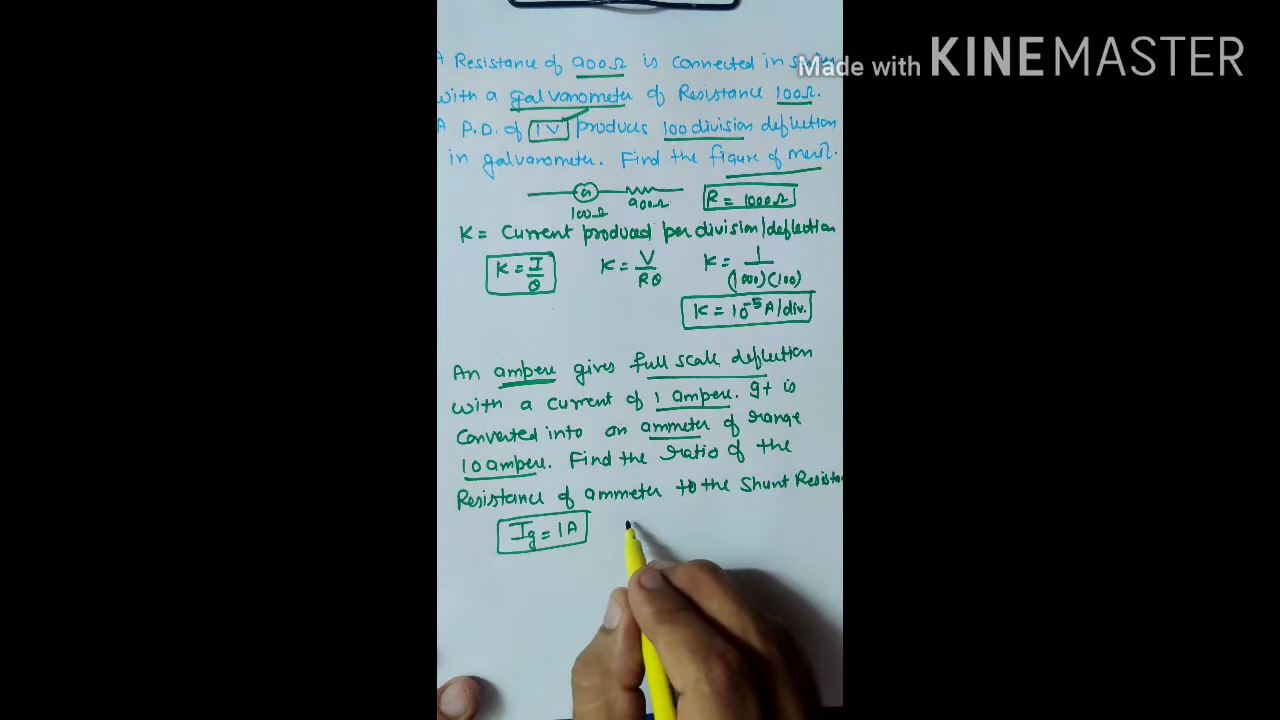 A Resistance of 900Ω is connected in
Made with KINEMASTER
with a galvanometer of Resistance 100Ω.
A P.D. of 1V produces 100 division deflection
in galvanometer. Find the figure of merit.
G
100Ω 900Ω R = 1000Ω
K = Current produced per division/deflection
K = I/θ K = V/Rθ K = 1/(1000)(100)
K = 10⁻⁵ A/div.
An ampere gives full scale deflection
with a current of 1 ampere. It is
Converted into an ammeter of range
10 ampere. Find the ratio of the
Resistance of ammeter to the Shunt
Ig = 1A